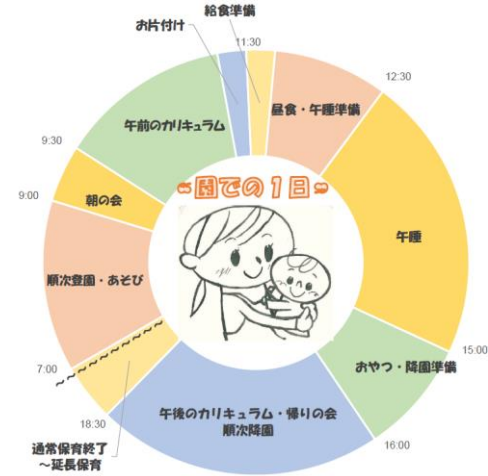 給食準備
お片付け
11:30
12:30
昼食・午睡準備
午前のカリキュラム
9:30
園での1日
9:00
朝の会
午睡
順次登園・あそび
15:00
おやつ・降園準備
7:00
午後のカリキュラム・帰りの会
順次降園
18:30
16:00
通常保育終了
～延長保育